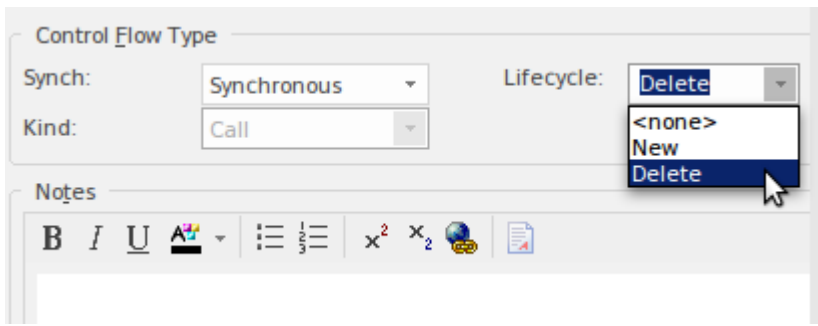 Control Flow Type
Synch: Synchronous Lifecycle: Delete
<none>
Kind: Call
New
Delete
Notes
B I U A x² x₂